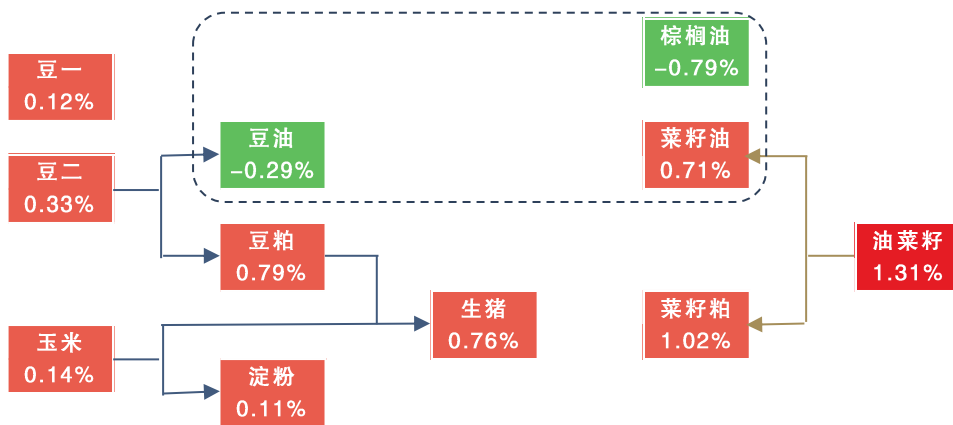 棕榈油
-0.79%
豆一
0.12%
豆油
-0.29%
菜籽油
0.71%
豆二
0.33%
豆粕
0.79%
油菜籽
1.31%
生猪
0.76%
菜籽粕
1.02%
玉米
0.14%
淀粉
0.11%